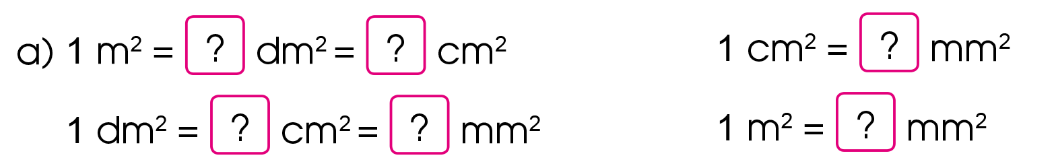 a) 1 m² = ? dm² = ? cm²
1 cm² = ? mm²
1 dm² = ? cm² = ? mm²
1 m² = ? mm²